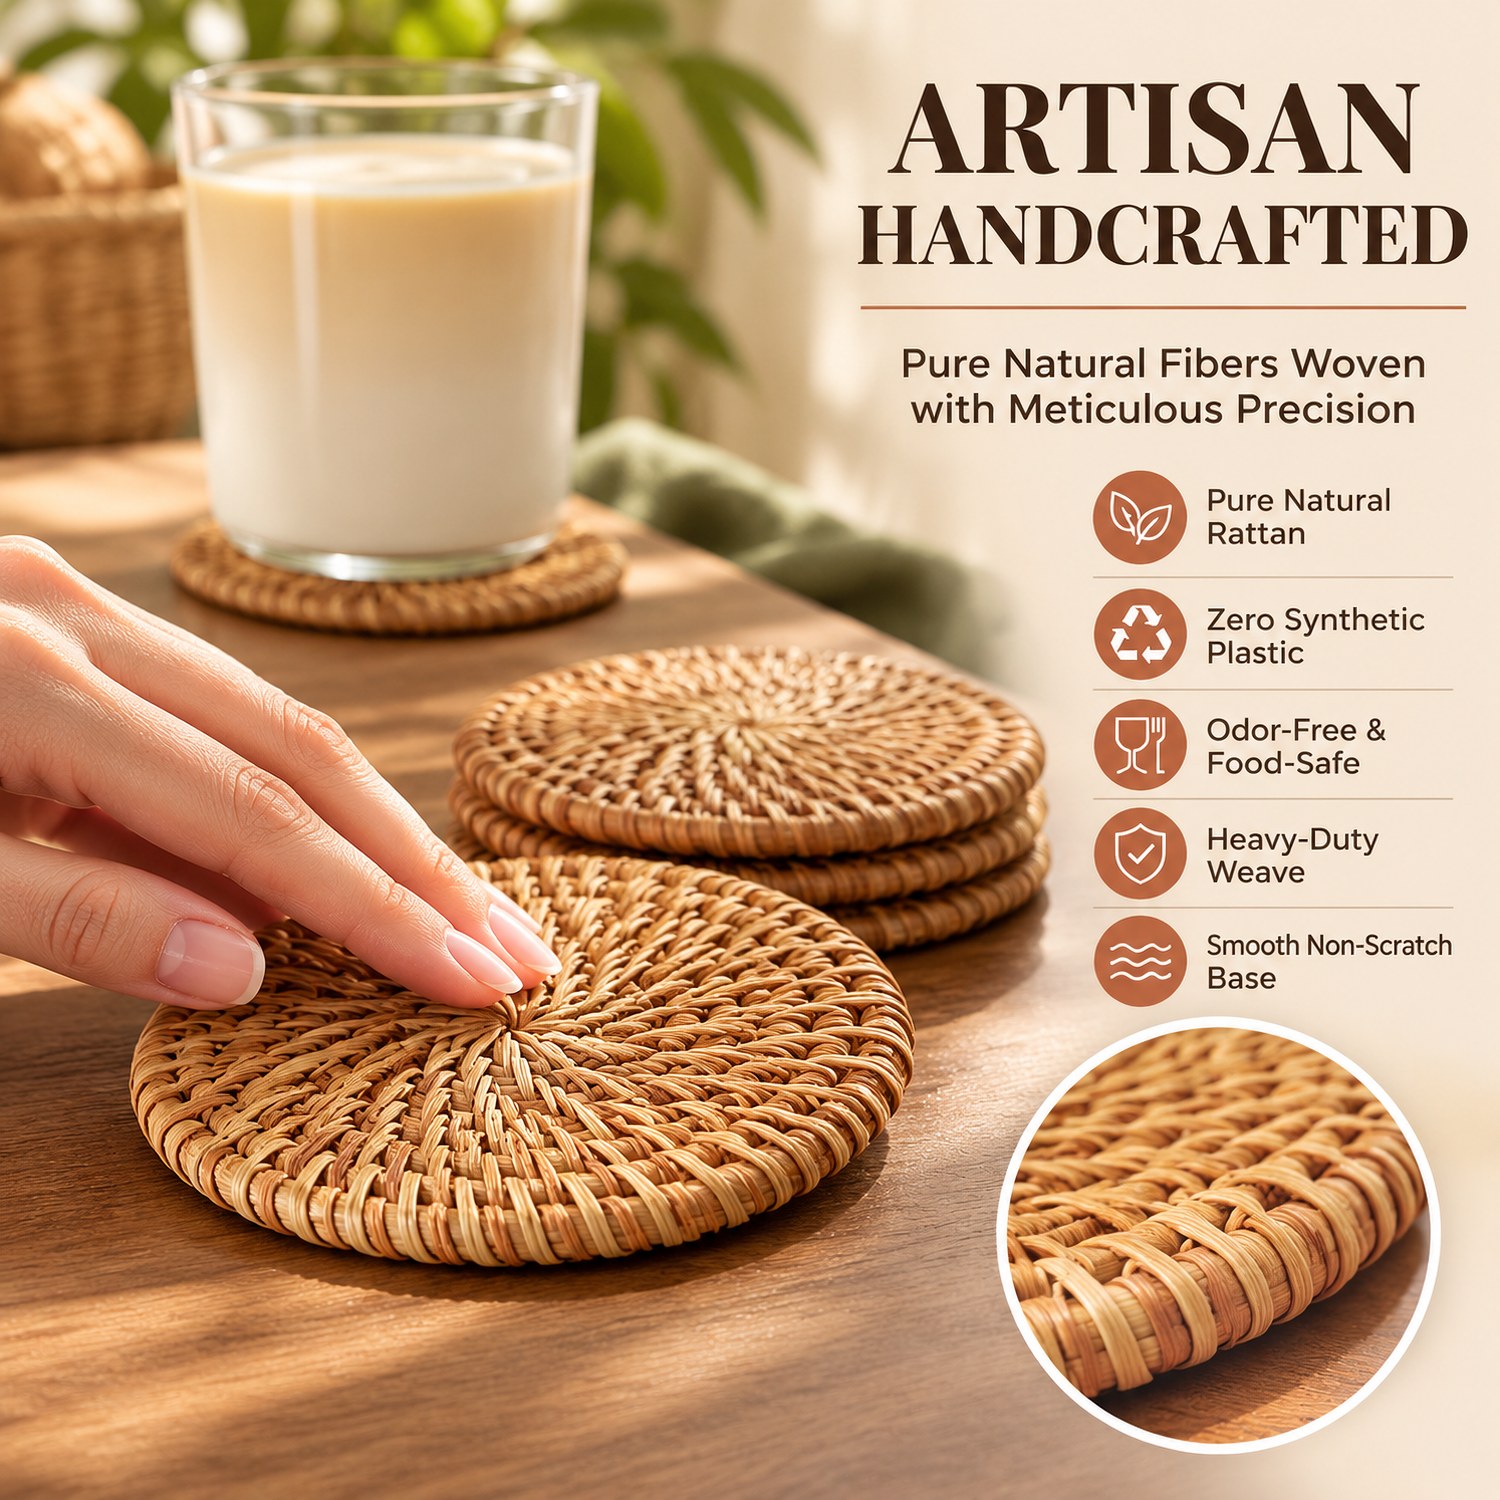 ARTISAN
HANDCRAFTED
Pure Natural Fibers Woven
with Meticulous Precision
Pure Natural
Rattan
Zero Synthetic
Plastic
Odor-Free &
Food-Safe
Heavy-Duty
Weave
Smooth Non-Scratch
Base